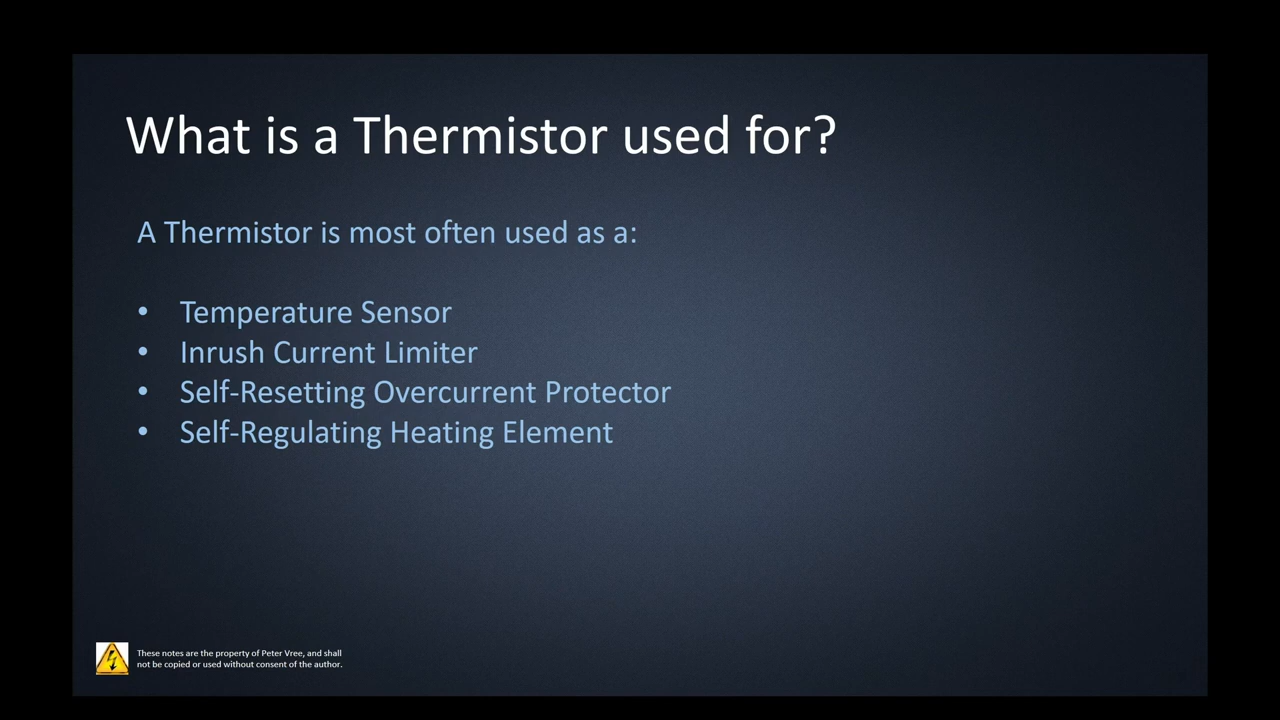 What is a Thermistor used for?
A Thermistor is most often used as a:
• Temperature Sensor
• Inrush Current Limiter
• Self-Resetting Overcurrent Protector
• Self-Regulating Heating Element
These notes are the property of Peter Vree, and shall
not be copied or used without consent of the author.